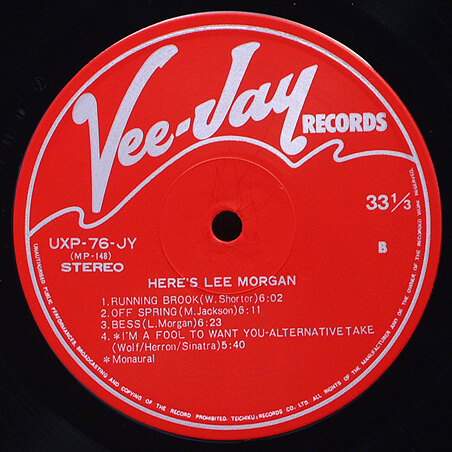 Vee-Jay
RECORDS
33 1/3
UXP-76-JY
(MP-148)
STEREO
B
HERE'S LEE MORGAN
1.RUNNING BROOK(W. Shorter)6:02
2.OFF SPRING(M.Jackson)6:11
3.BESS(L.Morgan)6:23
4.*I'M A FOOL TO WANT YOU-ALTERNATIVE TAKE
(Wolf/Herron/Sinatra)5:40
*Monaural
UNAUTHORISED PUBLIC PERFORMANCE, BROADCASTING AND COPYING OF THE RECORD PROHIBITED. TEICHIKU RECORDS CO. LTD. ALL RIGHTS OF THE MANUFACTURER AND OF THE OWNER OF THE RECORDED WORK RESERVED.